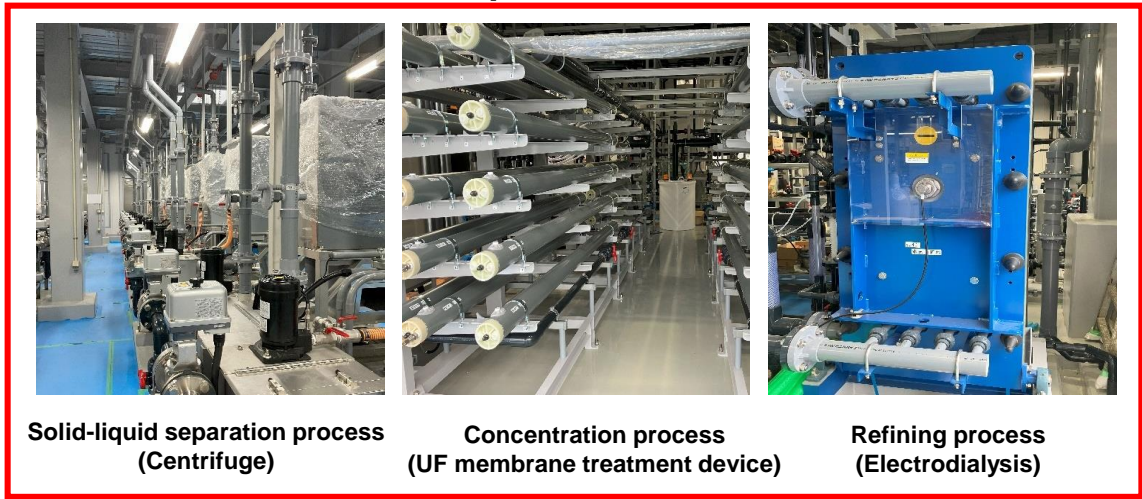 Solid-liquid separation process
(Centrifuge)
Concentration process
(UF membrane treatment device)
Refining process
(Electrodialysis)